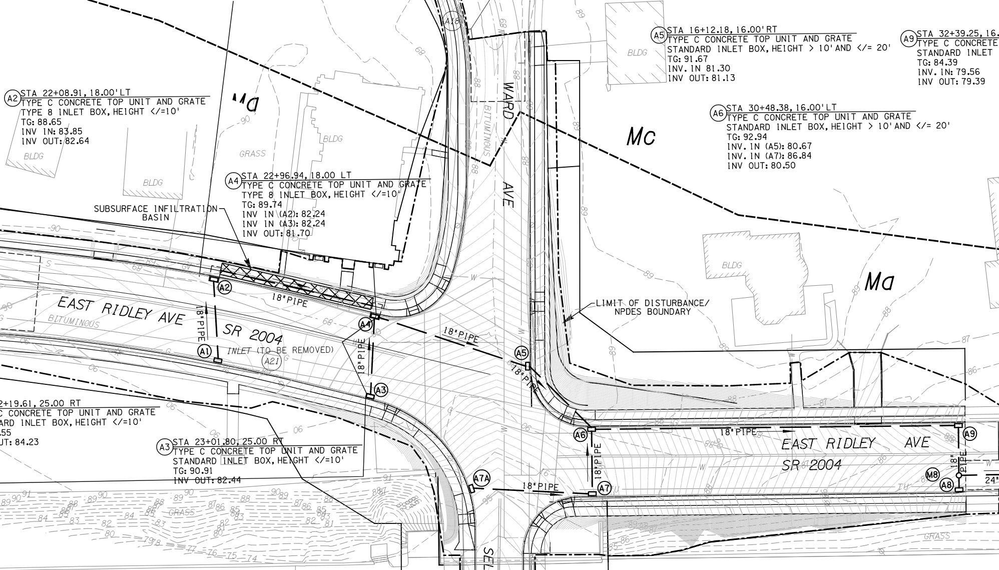 A18
A5
STA 16+12.18, 16.00' RT
TYPE C CONCRETE TOP UNIT AND GRATE
STANDARD INLET BOX, HEIGHT > 10' AND </= 20'
TG: 91.67
INV. IN 81.30
INV OUT: 81.13
A9
STA 32+39.25, 16.
TYPE C CONCRETE
STANDARD INLET
TG: 84.39
INV. IN: 79.56
INV OUT: 79.39
A2
STA 22+08.91, 18.00' LT
TYPE C CONCRETE TOP UNIT AND GRATE
TYPE 8 INLET BOX, HEIGHT </=10'
TG: 88.65
INV IN: 83.85
INV OUT: 82.64
A6
STA 30+48.38, 16.00' LT
TYPE C CONCRETE TOP UNIT AND GRATE
STANDARD INLET BOX, HEIGHT > 10' AND </= 20'
TG: 92.94
INV. IN (A5): 80.67
INV. IN (A7): 86.84
INV OUT: 80.50
A4
STA 22+96.94, 18.00 LT
TYPE C CONCRETE TOP UNIT AND GRATE
TYPE 8 INLET BOX, HEIGHT </=10'
TG: 89.74
INV IN (A2): 82.24
INV IN (A3): 82.24
INV OUT: 81.70
SUBSURFACE INFILTRATION
BASIN
BLDG
BLDG
BLDG
BLDG
BLDG
GRASS
WARD AVE
BITUMINOUS
Mc
Ma
LIMIT OF DISTURBANCE/
NPDES BOUNDARY
EAST RIDLEY AVE
SR 2004
BITUMINOUS
INLET (TO BE REMOVED)
A21
A2
A1
A4
A3
A5
A6
A7A
A7
A9
M8
A8
18" PIPE
18" PIPE
18" PIPE
18" PIPE
18" PIPE
18" PIPE
18" PIPE
18" PIPE
18" PIPE
24"
EAST RIDLEY AVE
SR 2004
2+19.61, 25.00 RT
C CONCRETE TOP UNIT AND GRATE
ARD INLET BOX, HEIGHT </=10'
.55
UT: 84.23
A3
STA 23+01.80, 25.00 RT
TYPE C CONCRETE TOP UNIT AND GRATE
STANDARD INLET BOX, HEIGHT </=10'
TG: 90.91
INV OUT: 82.44
GRASS
GRASS
SEL